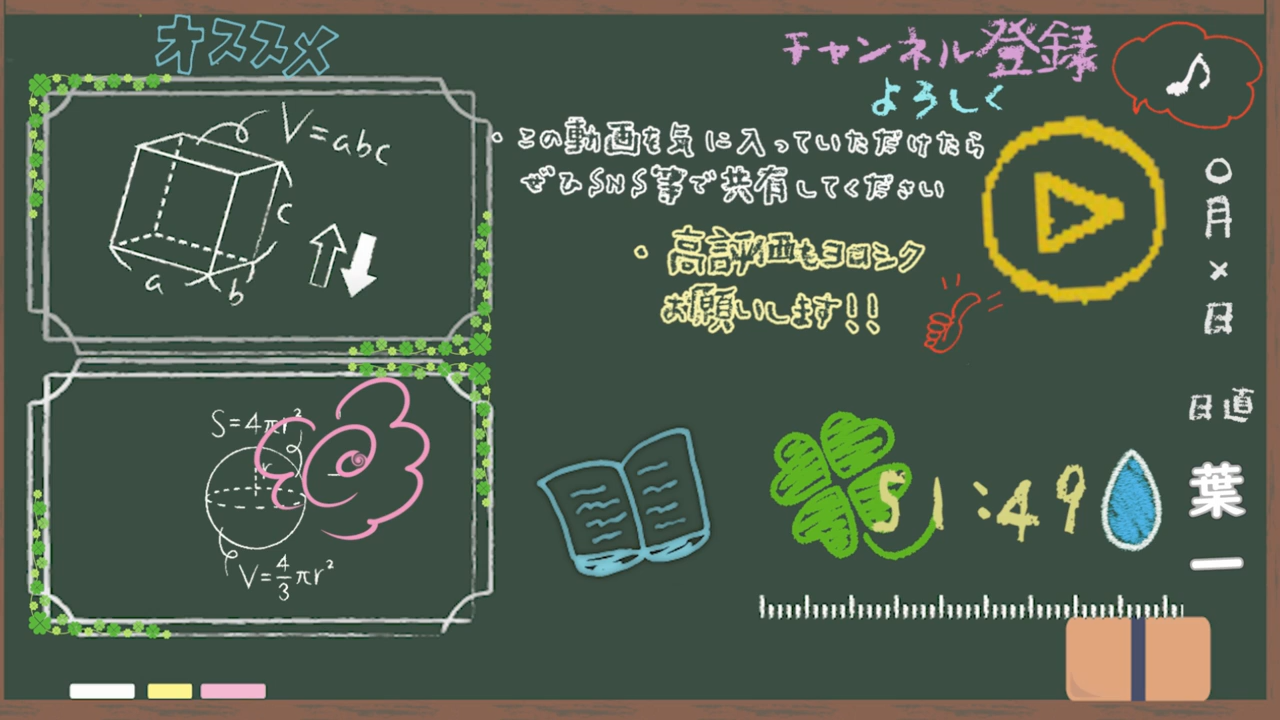 オススメ
チャンネル登録
よろしく
V=abc
a
b
c
・この動画を気に入っていただけたら
ぜひSNS等で共有してください
・高評価もヨロシク
お願いします!!
〇月×日
S=4πr²
r
V=4/3πr²
51:49
日直
葉一